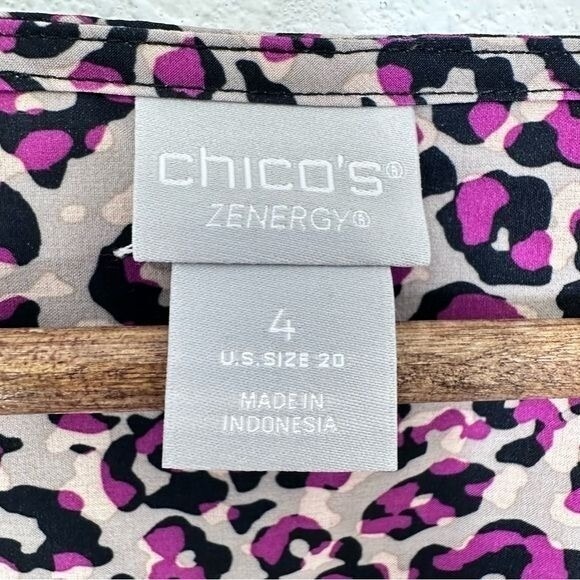 chico's®
ZENERGY®
4
U.S. SIZE 20
MADE IN
INDONESIA